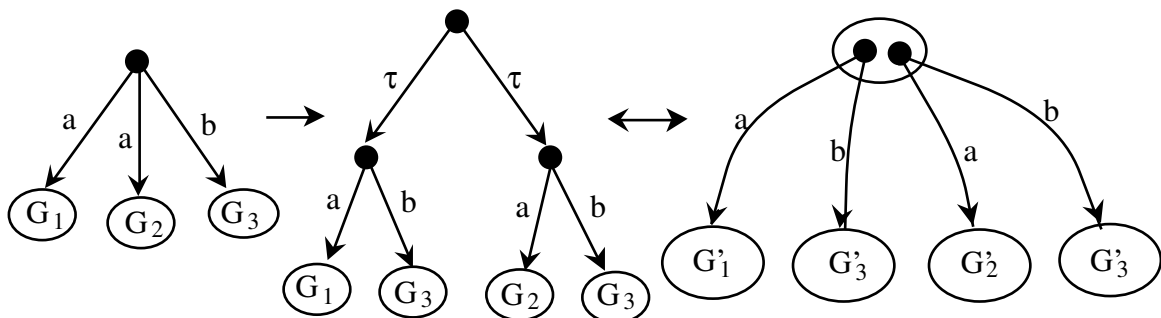 τ τ
a a b
a b
a b a b
G₁ G₂ G₃
G'₁ G'₃ G'₂ G'₃
a b a b
G₁ G₃ G₂ G₃